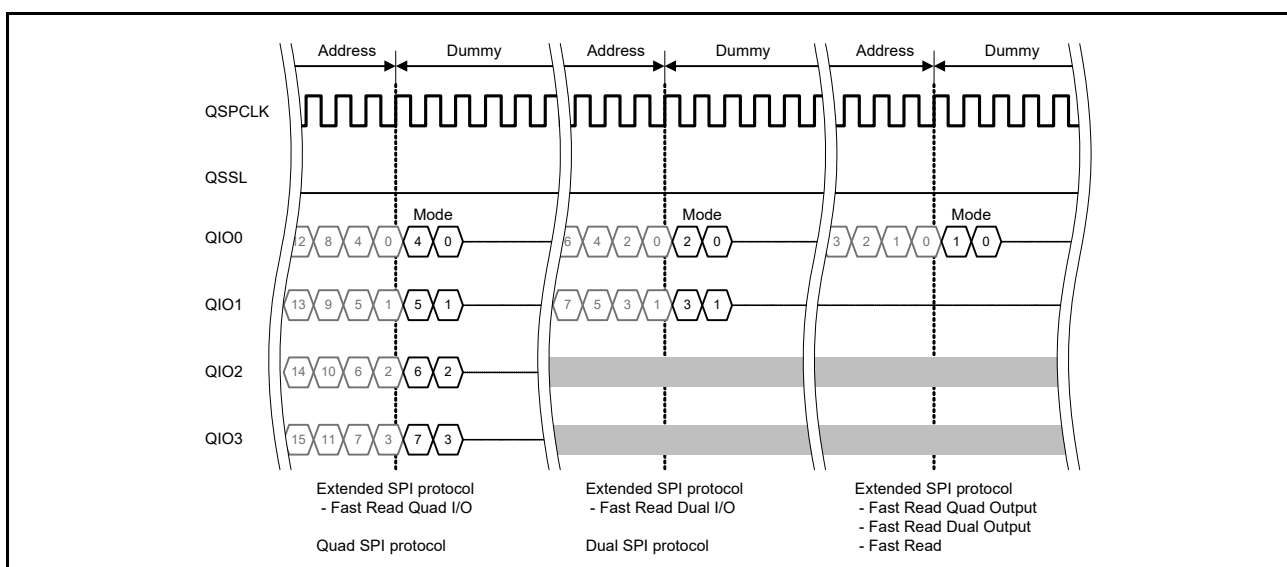 Address Dummy Address Dummy Address Dummy
QSPCLK
QSSL
Mode Mode Mode
QIO0 12 8 4 0 4 0 6 4 2 0 2 0 3 2 1 0 1 0
QIO1 13 9 5 1 5 1 7 5 3 1 3 1
QIO2 14 10 6 2 6 2
QIO3 15 11 7 3 7 3
Extended SPI protocol Extended SPI protocol Extended SPI protocol
- Fast Read Quad I/O - Fast Read Dual I/O - Fast Read Quad Output
- Fast Read Dual Output
Quad SPI protocol Dual SPI protocol - Fast Read